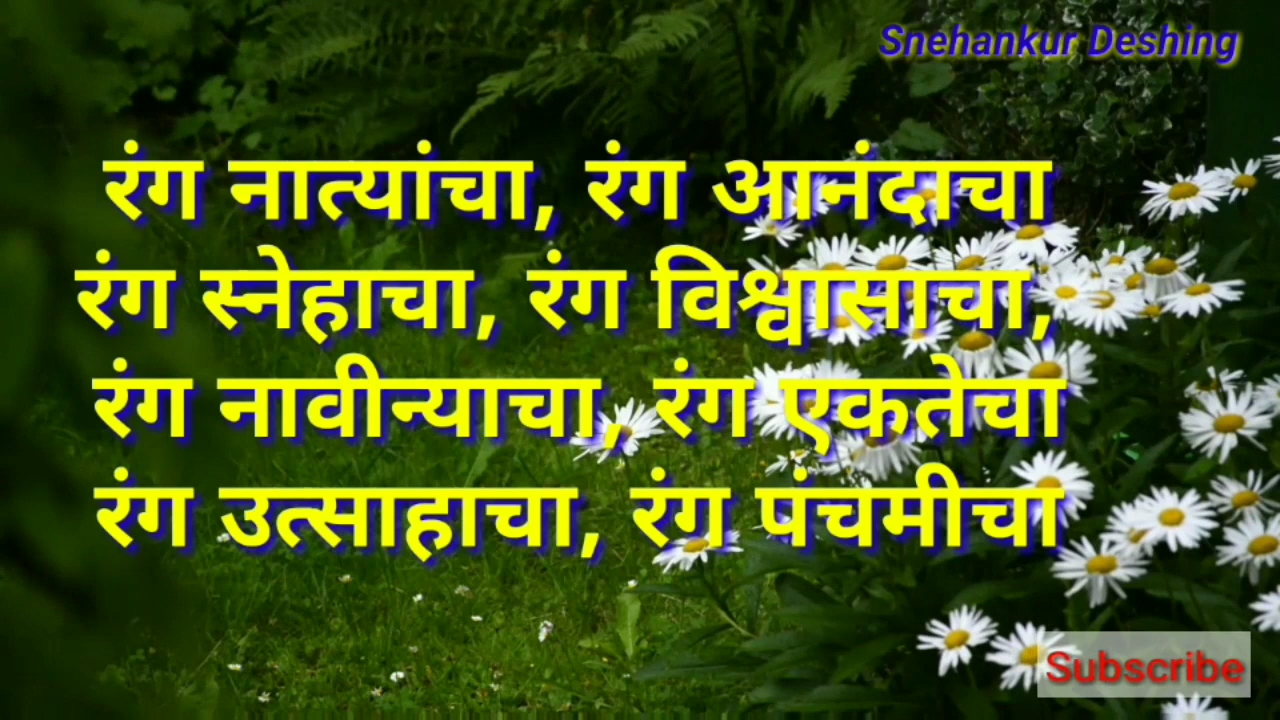 Snehankur Deshing
रंग नात्यांचा, रंग आनंदाचा
रंग स्नेहाचा, रंग विश्वासाचा,
रंग नावीन्याचा, रंग एकतेचा
रंग उत्साहाचा, रंग पंचमीचा
Subscribe